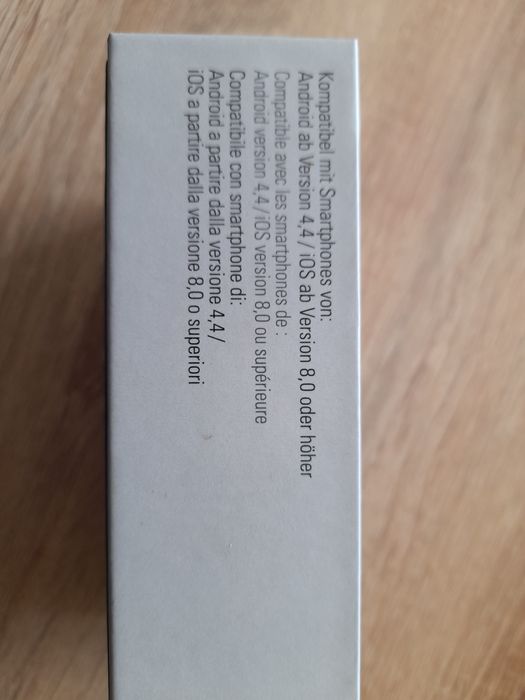 Kompatibel mit Smartphones von:
Android ab Version 4,4 / iOS ab Version 8,0 oder höher
Compatible avec les smartphones de :
Android version 4,4 / iOS version 8,0 ou supérieure
Compatibile con smartphone di:
Android a partire dalla versione 4,4 /
iOS a partire dalla versione 8,0 o superiori